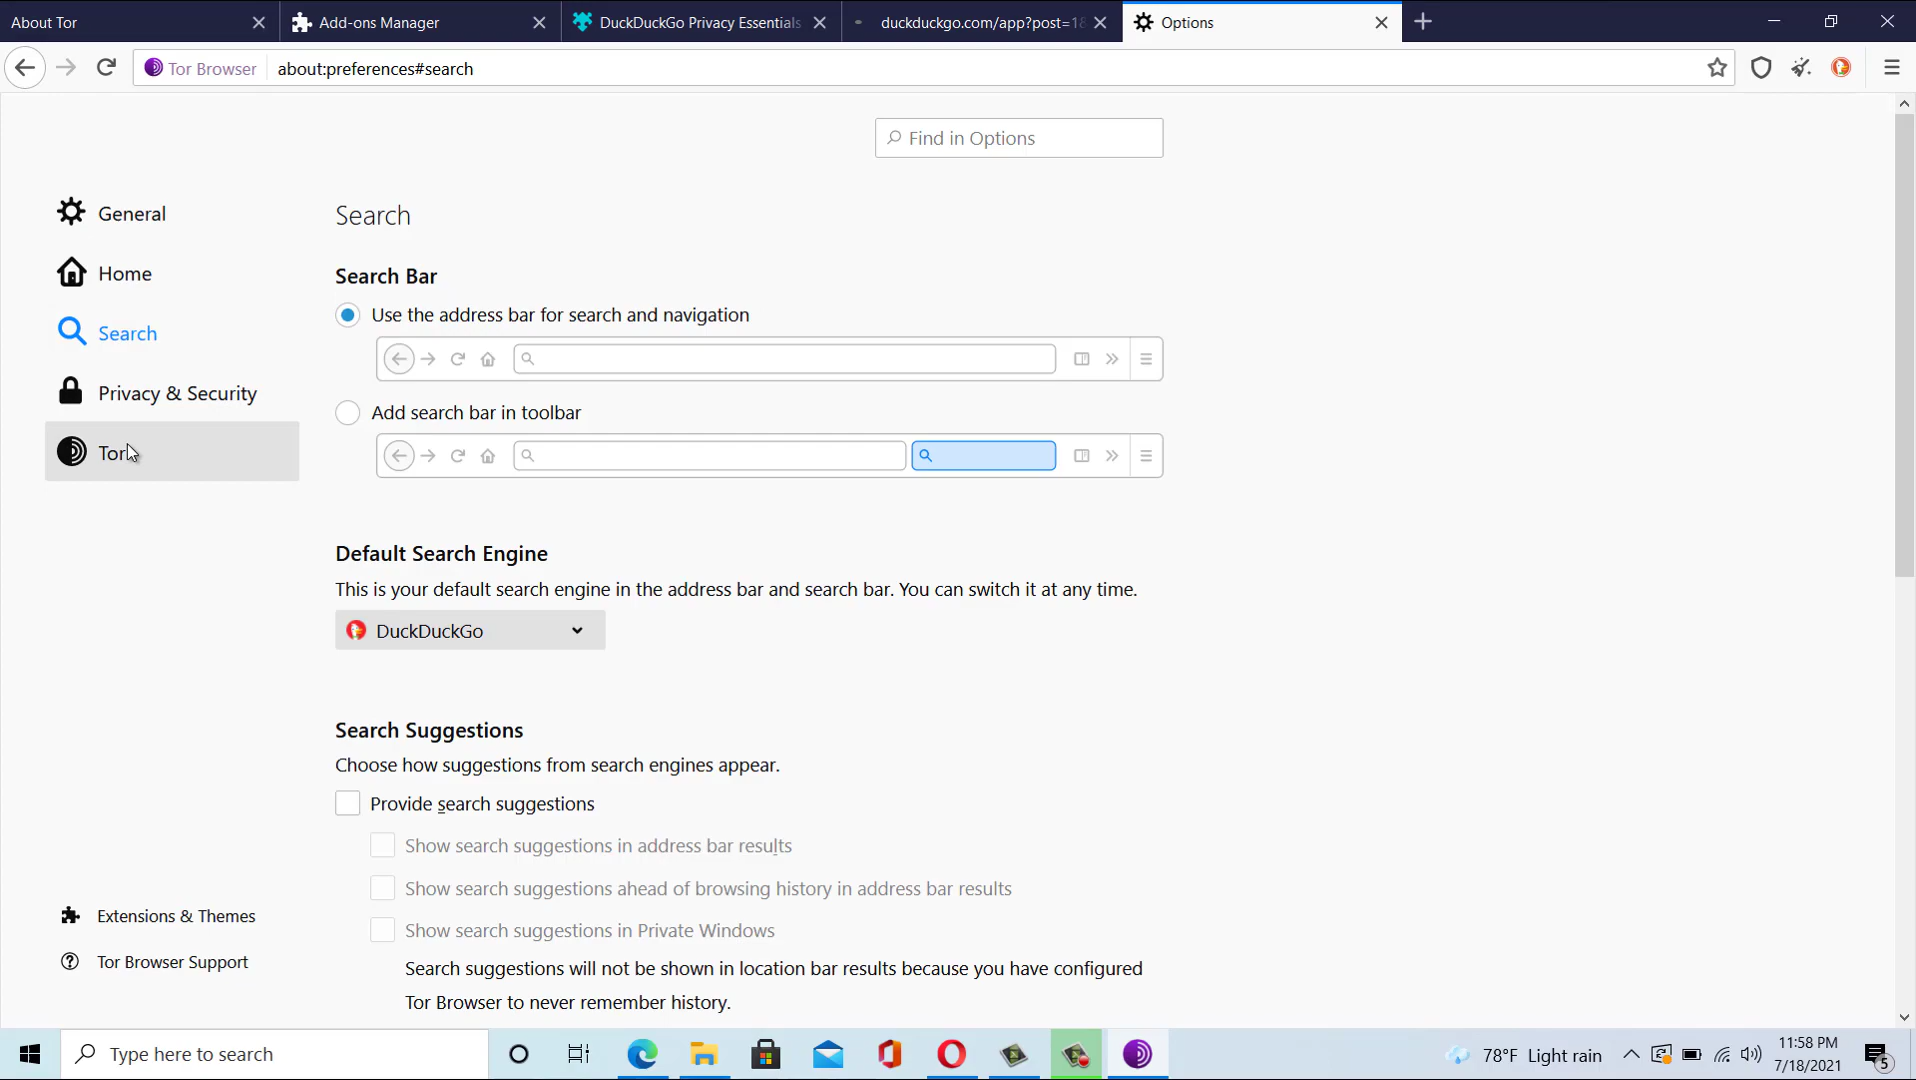 About Tor
Add-ons Manager
DuckDuckGo Privacy Essentials
duckduckgo.com/app?post=18
Options
Tor Browser
about:preferences#search
Find in Options
General
Home
Search
Privacy & Security
Tor
Extensions & Themes
Tor Browser Support
Search
Search Bar
Use the address bar for search and navigation
Add search bar in toolbar
Default Search Engine
This is your default search engine in the address bar and search bar. You can switch it at any time.
DuckDuckGo
Search Suggestions
Choose how suggestions from search engines appear.
Provide search suggestions
Show search suggestions in address bar results
Show search suggestions ahead of browsing history in address bar results
Show search suggestions in Private Windows
Search suggestions will not be shown in location bar results because you have configured
Tor Browser to never remember history.
Type here to search
78°F Light rain
11:58 PM
7/18/2021
5